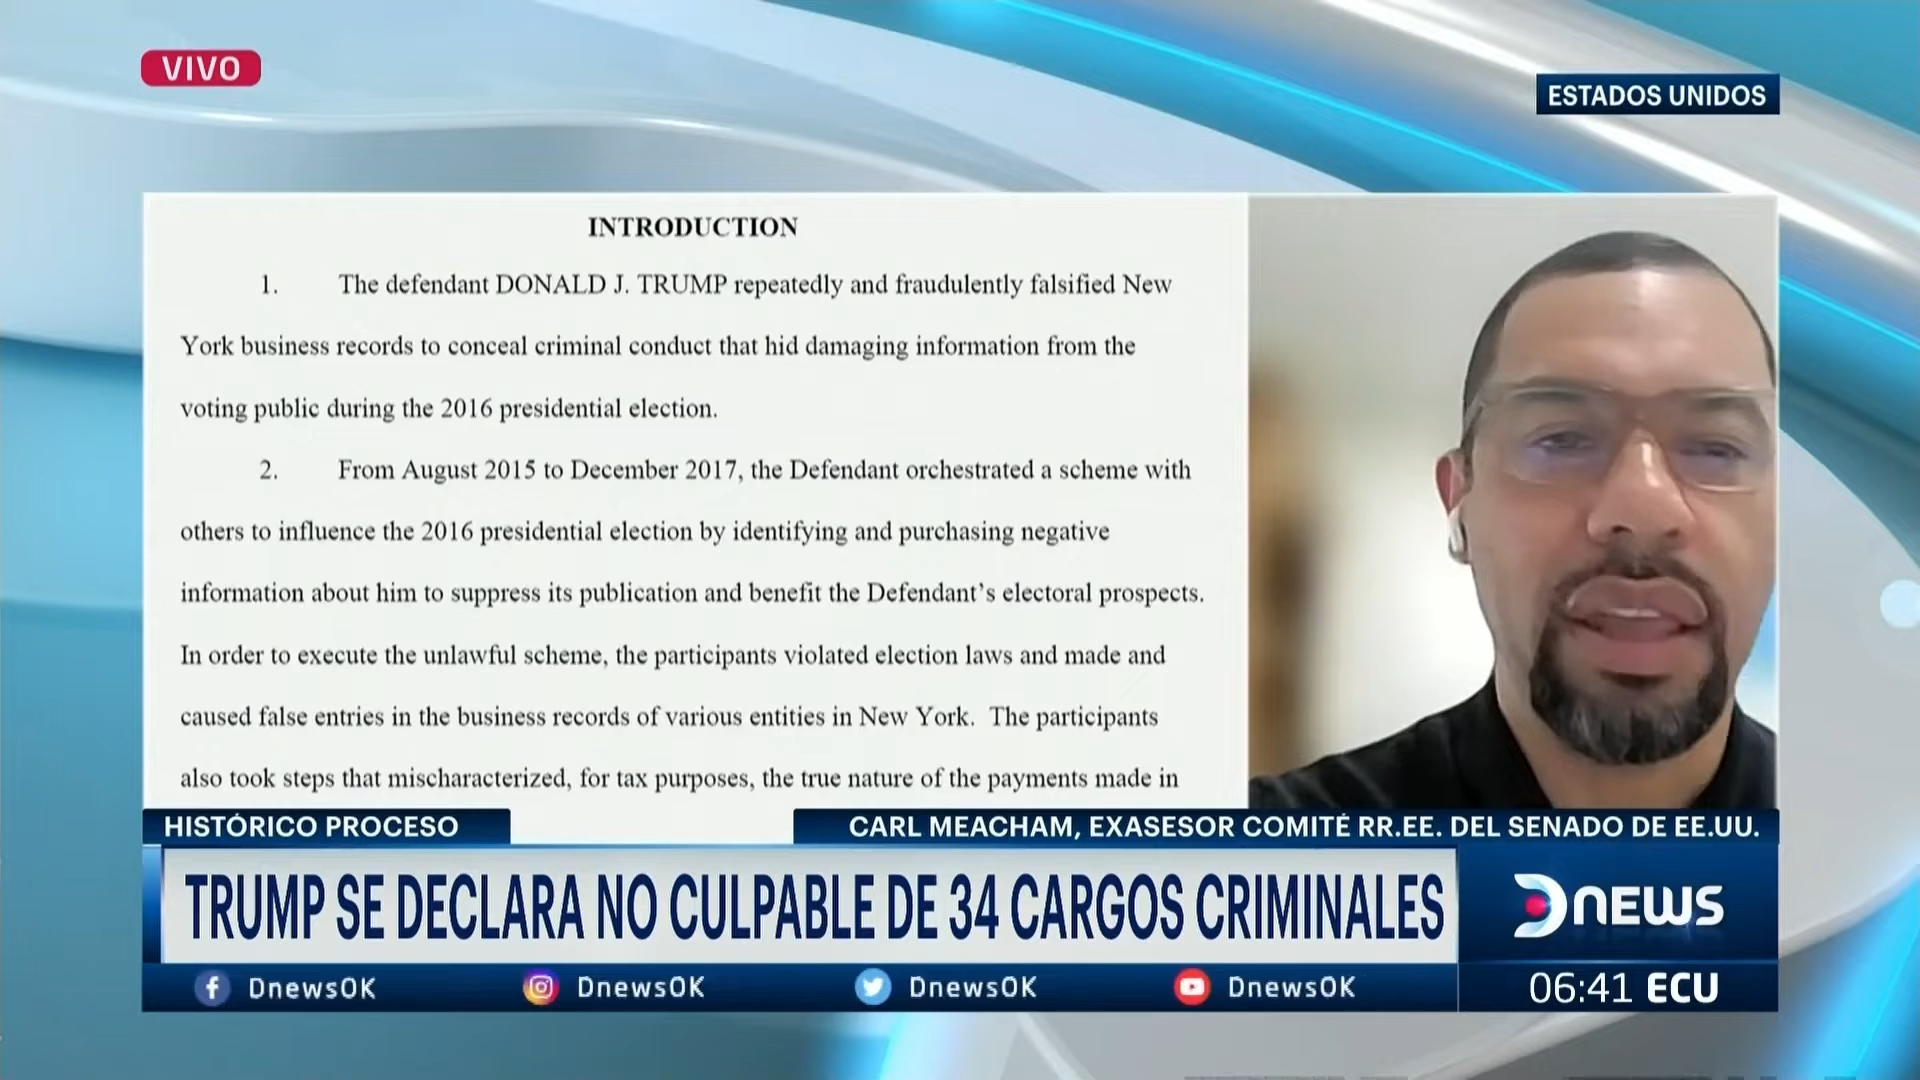 VIVO
ESTADOS UNIDOS
INTRODUCTION
1. The defendant DONALD J. TRUMP repeatedly and fraudulently falsified New
York business records to conceal criminal conduct that hid damaging information from the
voting public during the 2016 presidential election.
2. From August 2015 to December 2017, the Defendant orchestrated a scheme with
others to influence the 2016 presidential election by identifying and purchasing negative
information about him to suppress its publication and benefit the Defendant's electoral prospects.
In order to execute the unlawful scheme, the participants violated election laws and made and
caused false entries in the business records of various entities in New York. The participants
also took steps that mischaracterized, for tax purposes, the true nature of the payments made in
HISTÓRICO PROCESO
CARL MEACHAM, EXASESOR COMITÉ RR.EE. DEL SENADO DE EE.UU.
TRUMP SE DECLARA NO CULPABLE DE 34 CARGOS CRIMINALES
DNEWS
DnewsOK
DnewsOK
DnewsOK
DnewsOK
06:41 ECU